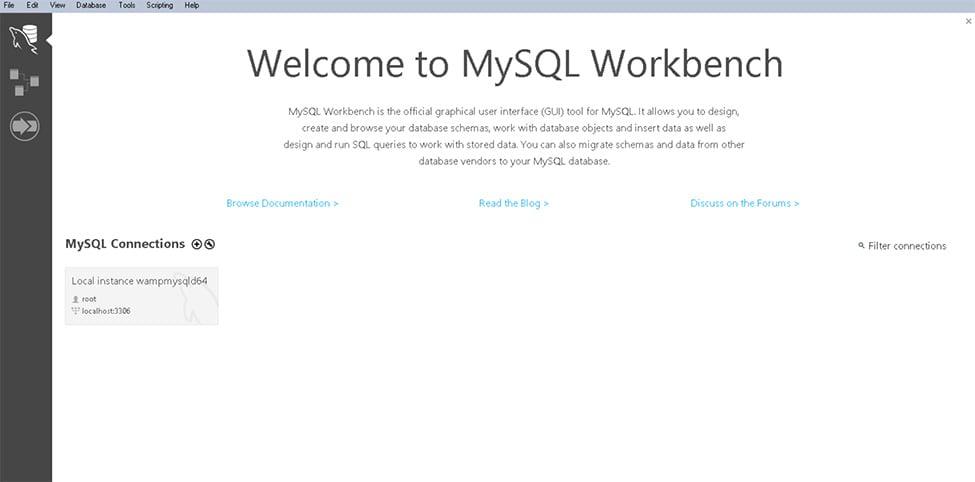 File Edit View Database Tools Scripting Help
Welcome to MySQL Workbench
MySQL Workbench is the official graphical user interface (GUI) tool for MySQL. It allows you to design,
create and browse your database schemas, work with database objects and insert data as well as
design and run SQL queries to work with stored data. You can also migrate schemas and data from other
database vendors to your MySQL database.
Browse Documentation > Read the Blog > Discuss on the Forums >
MySQL Connections Filter connections
Local instance wampmysqld64
root
localhost:3306